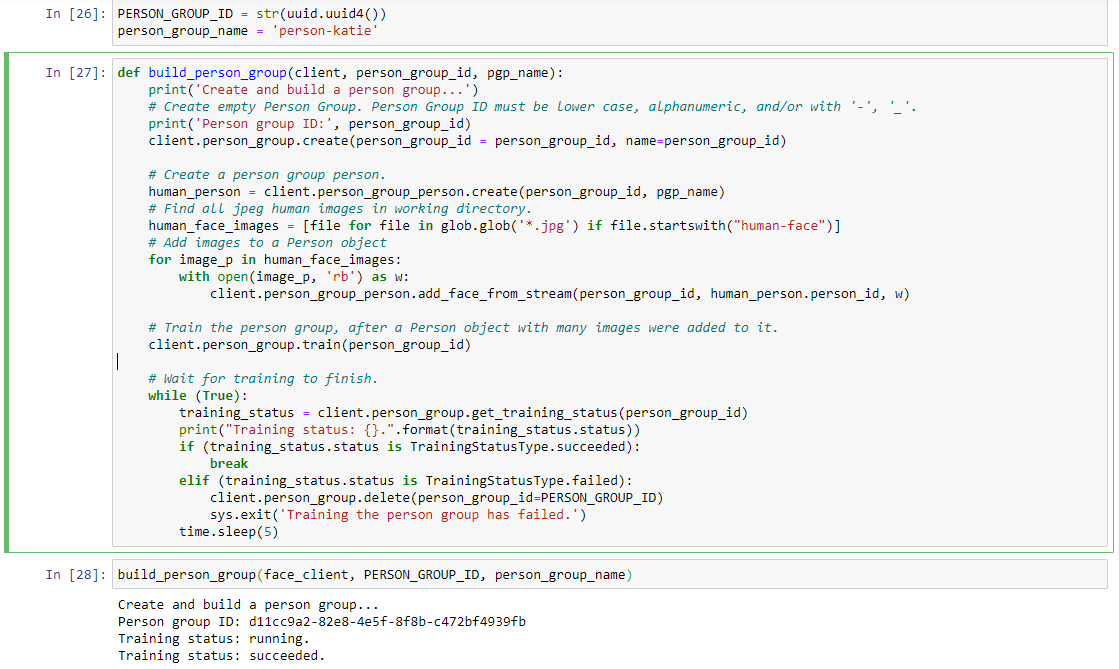 In [26]: PERSON_GROUP_ID = str(uuid.uuid4())
person_group_name = 'person-katie'
In [27]: def build_person_group(client, person_group_id, pgp_name):
    print('Create and build a person group...')
    # Create empty Person Group. Person Group ID must be lower case, alphanumeric, and/or with '-', '_'.
    print('Person group ID:', person_group_id)
    client.person_group.create(person_group_id = person_group_id, name=person_group_id)
    # Create a person group person.
    human_person = client.person_group_person.create(person_group_id, pgp_name)
    # Find all jpeg human images in working directory.
    human_face_images = [file for file in glob.glob('*.jpg') if file.startswith("human-face")]
    # Add images to a Person object
    for image_p in human_face_images:
        with open(image_p, 'rb') as w:
            client.person_group_person.add_face_from_stream(person_group_id, human_person.person_id, w)
    # Train the person group, after a Person object with many images were added to it.
    client.person_group.train(person_group_id)
    # Wait for training to finish.
    while (True):
        training_status = client.person_group.get_training_status(person_group_id)
        print("Training status: {}.".format(training_status.status))
        if (training_status.status is TrainingStatusType.succeeded):
            break
        elif (training_status.status is TrainingStatusType.failed):
            client.person_group.delete(person_group_id=PERSON_GROUP_ID)
            sys.exit('Training the person group has failed.')
        time.sleep(5)
In [28]: build_person_group(face_client, PERSON_GROUP_ID, person_group_name)
Create and build a person group...
Person group ID: d11cc9a2-82e8-4e5f-8f8b-c472bf4939fb
Training status: running.
Training status: succeeded.